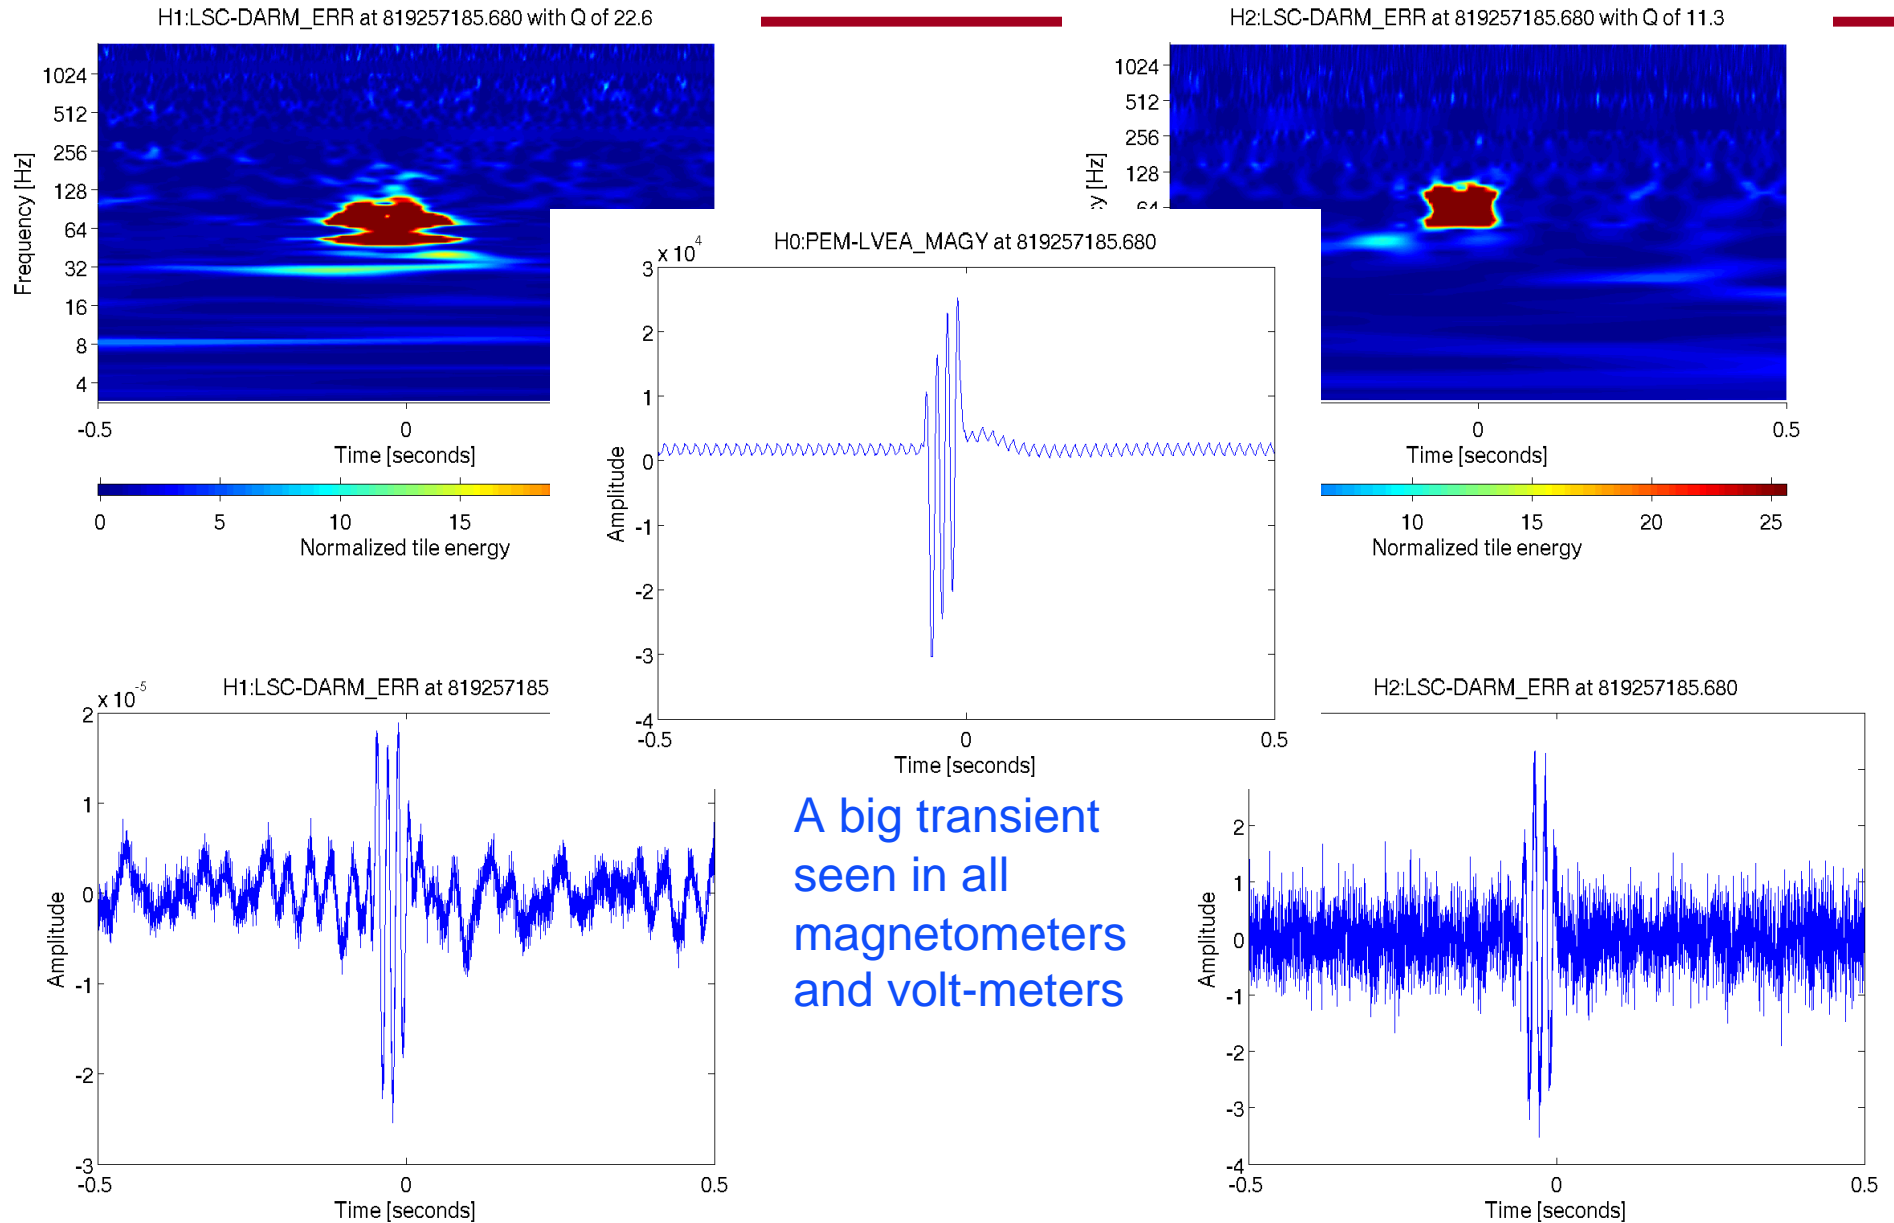 H1:LSC-DARM_ERR at 819257185.680 with Q of 22.6
1024
512
256
128
64
32
16
8
4
Frequency [Hz]
-0.5
0
Time [seconds]
0
5
10
15
Normalized tile energy
H2:LSC-DARM_ERR at 819257185.680 with Q of 11.3
1024
512
256
128
0
0.5
Time [seconds]
10
15
20
25
Normalized tile energy
H0:PEM-LVEA_MAGY at 819257185.680
x 10^4
3
2
1
0
-1
-2
-3
-4
Amplitude
-0.5
0
0.5
Time [seconds]
H1:LSC-DARM_ERR at 819257185
x 10^-5
2
1
0
-1
-2
-3
Amplitude
-0.5
0
0.5
Time [seconds]
A big transient
seen in all
magnetometers
and volt-meters
H2:LSC-DARM_ERR at 819257185.680
2
1
0
-1
-2
-3
-4
Amplitude
-0.5
0
0.5
Time [seconds]